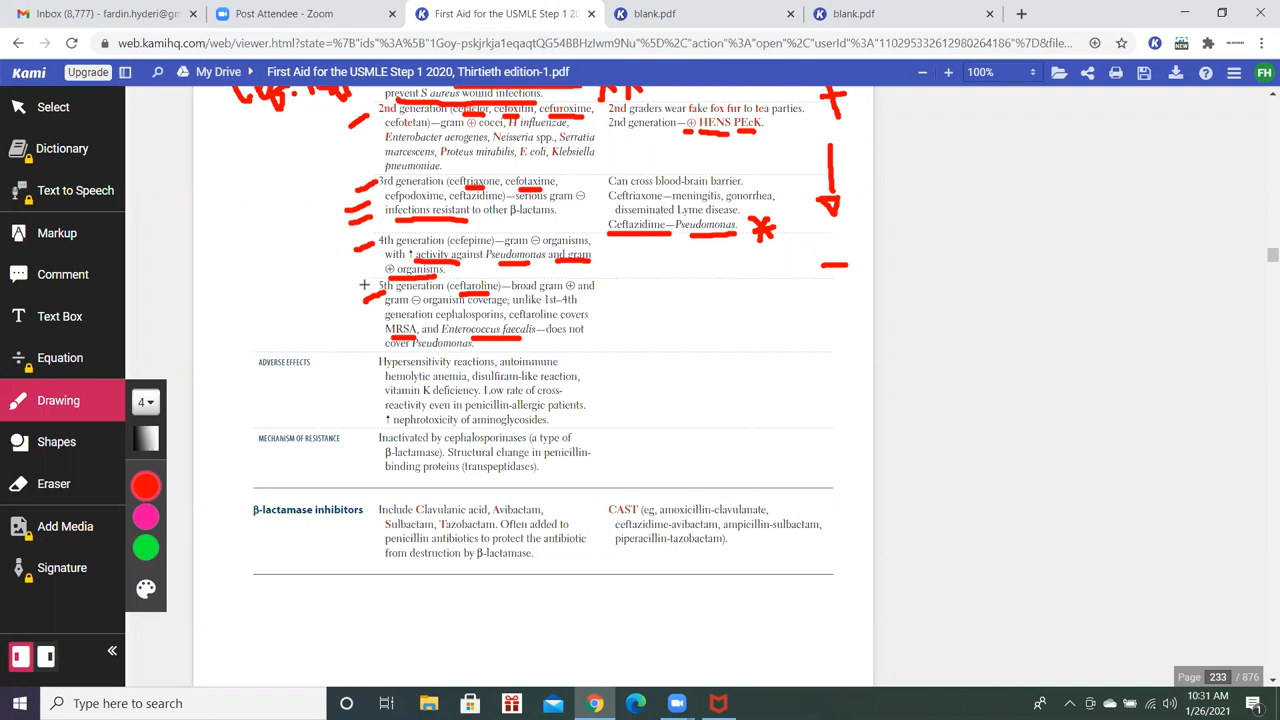 Inbox (8,777) - fardin.hyderi@gm
Post Attendee - Zoom
First Aid for the USMLE Step 1 20
blank.pdf
blank.pdf
web.kamihq.com/web/viewer.html?state=%7B"ids"%3A%5B"1Goy-pskjrkja1eqaqtQG54BBHzIwm9Nu"%5D%2C"action"%3A"open"%2C"userId"%3A"110295332612980264186"%7D&file...
Kami
Upgrade
My Drive
First Aid for the USMLE Step 1 2020, Thirtieth edition-1.pdf
100%
FH
Select
Dictionary
Text to Speech
Markup
Comment
Text Box
Equation
Drawing
Shapes
Eraser
Add Media
Signature
4
prevent S aureus wound infections.
2nd generation (cefaclor, cefoxitin, cefuroxime,
cefotetan)—gram ⊕ cocci, H influenzae,
Enterobacter aerogenes, Neisseria spp., Serratia
marcescens, Proteus mirabilis, E coli, Klebsiella
pneumoniae.
2nd graders wear fake fox fur to tea parties.
2nd generation—⊕ HENS PEcK.
3rd generation (ceftriaxone, cefotaxime,
cefpodoxime, ceftazidime)—serious gram ⊖
infections resistant to other β-lactams.
Can cross blood-brain barrier.
Ceftriaxone—meningitis, gonorrhea,
disseminated Lyme disease.
Ceftazidime—Pseudomonas.
4th generation (cefepime)—gram ⊖ organisms,
with ↑ activity against Pseudomonas and gram
⊕ organisms.
5th generation (ceftaroline)—broad gram ⊕ and
gram ⊖ organism coverage; unlike 1st–4th
generation cephalosporins, ceftaroline covers
MRSA, and Enterococcus faecalis—does not
cover Pseudomonas.
ADVERSE EFFECTS
Hypersensitivity reactions, autoimmune
hemolytic anemia, disulfiram-like reaction,
vitamin K deficiency. Low rate of cross-
reactivity even in penicillin-allergic patients.
↑ nephrotoxicity of aminoglycosides.
MECHANISM OF RESISTANCE
Inactivated by cephalosporinases (a type of
β-lactamase). Structural change in penicillin-
binding proteins (transpeptidases).
β-lactamase inhibitors
Include Clavulanic acid, Avibactam,
Sulbactam, Tazobactam. Often added to
penicillin antibiotics to protect the antibiotic
from destruction by β-lactamase.
CAST (eg, amoxicillin-clavulanate,
ceftazidime-avibactam, ampicillin-sulbactam,
piperacillin-tazobactam).
Page 233 / 876
Type here to search
10:31 AM
1/26/2021